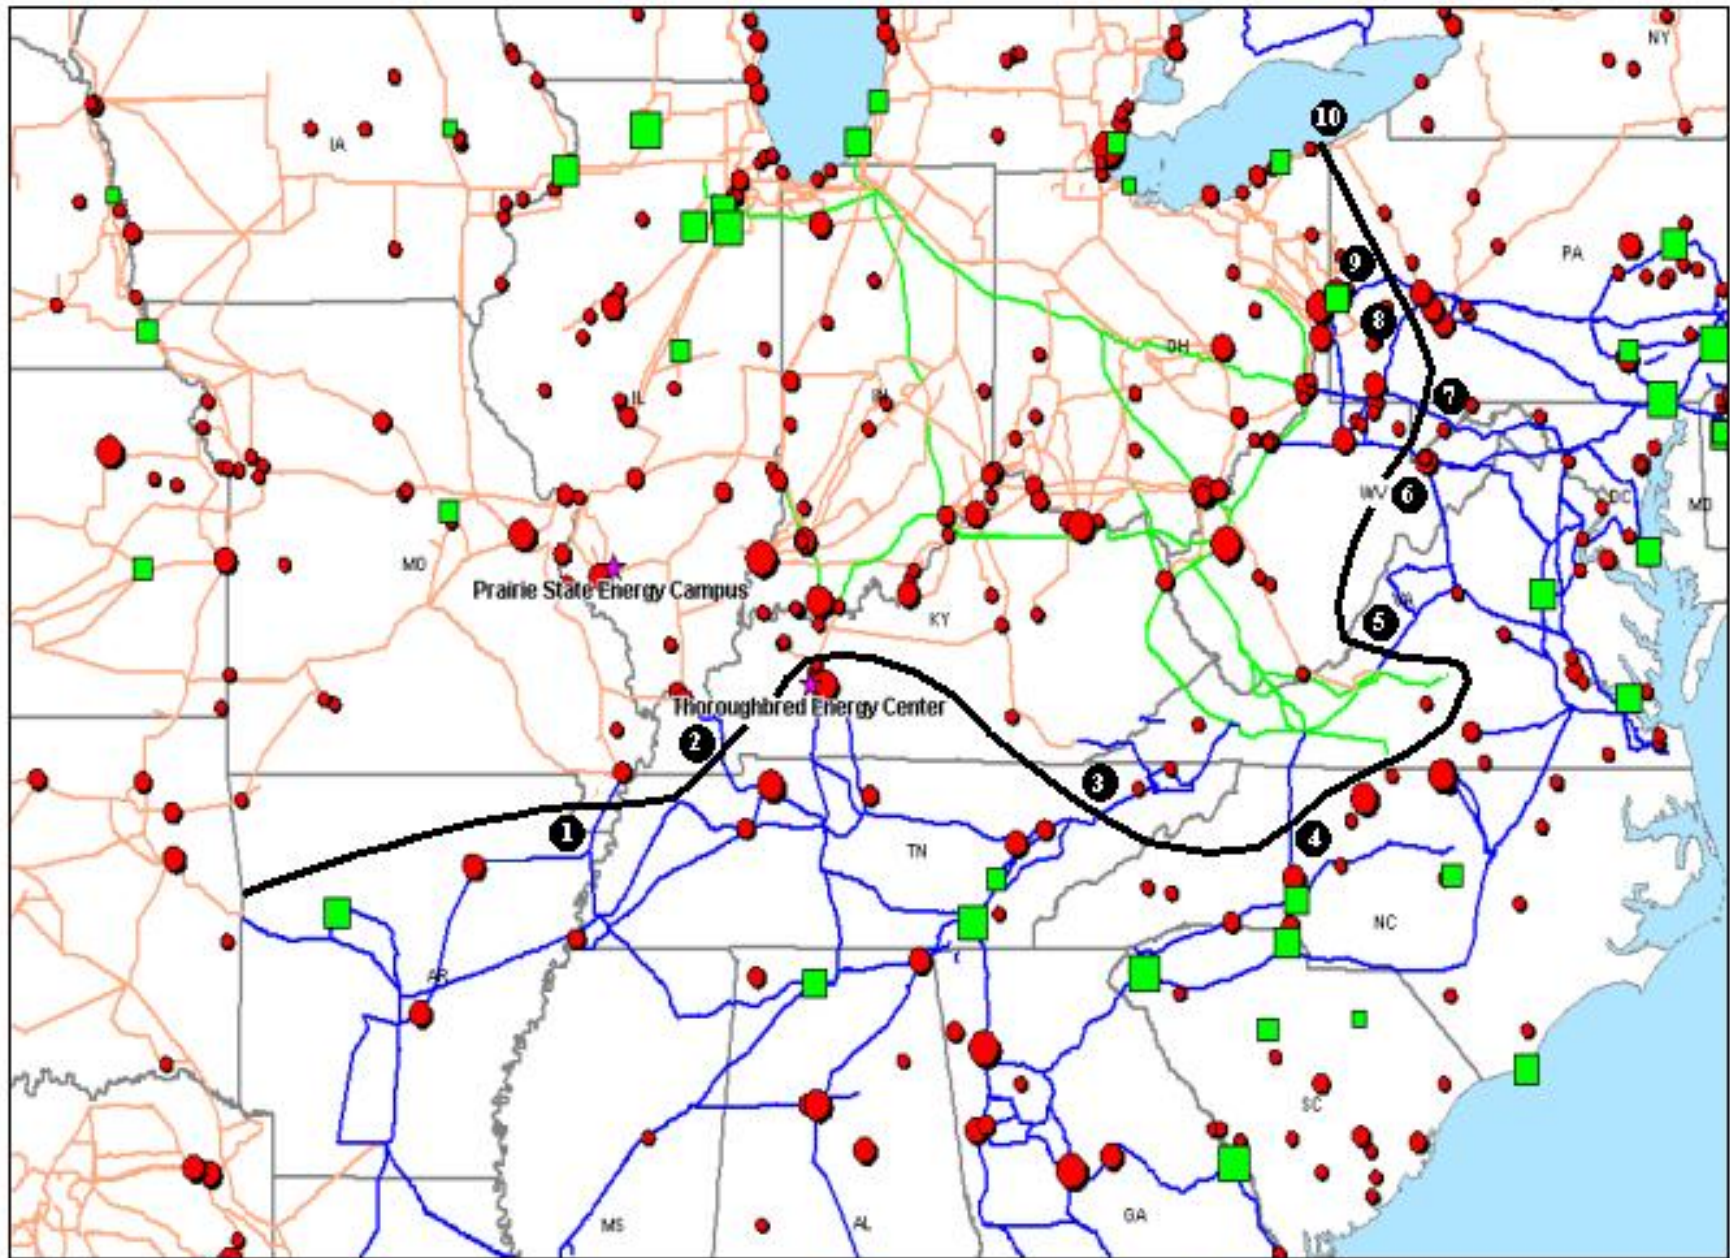 NY
10
IA
PA
9
8
OH
IL
IN
7
WV
6
DC
MD
MO
Prairie State Energy Campus
KY
VA
5
Thoroughbred Energy Center
2
3
1
4
TN
NC
AR
SC
MS
AL
GA